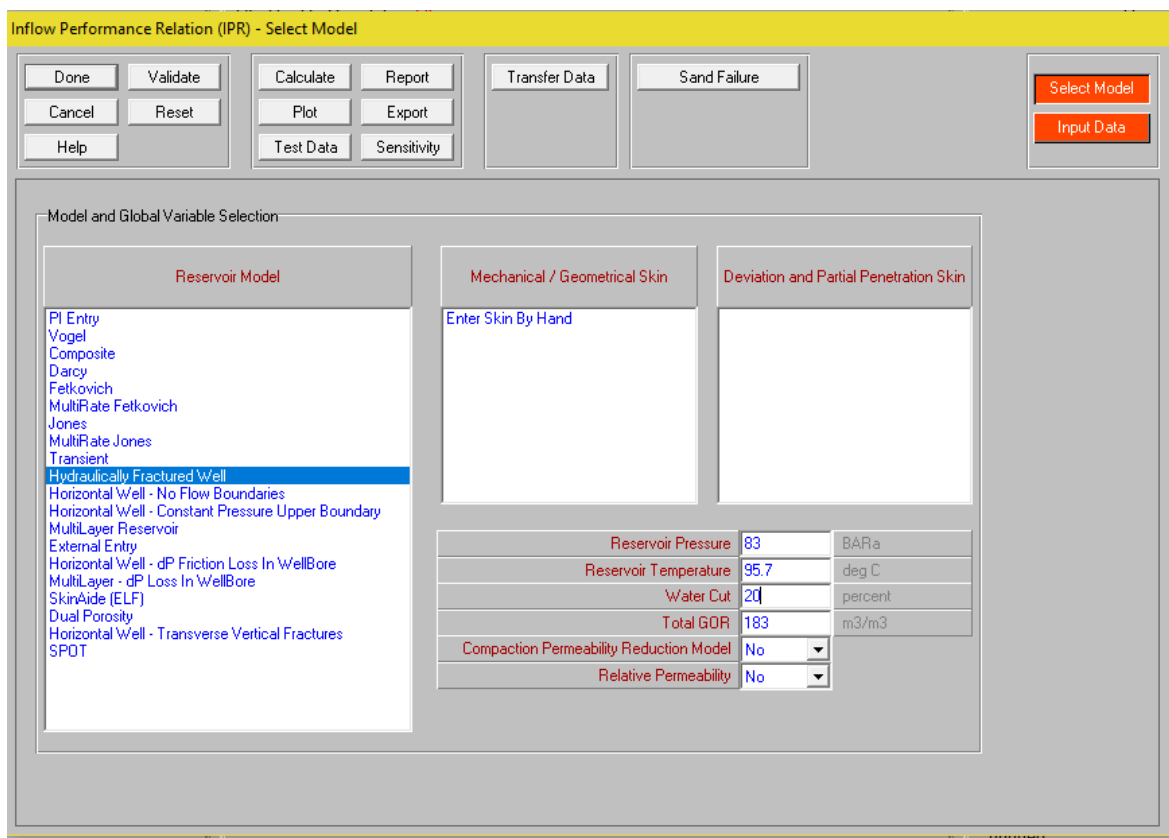 Inflow Performance Relation (IPR) - Select Model
Done Validate Calculate Report Transfer Data Sand Failure Select Model
Cancel Reset Plot Export Input Data
Help Test Data Sensitivity
Model and Global Variable Selection
Reservoir Model Mechanical / Geometrical Skin Deviation and Partial Penetration Skin
PI Entry
Vogel
Composite
Darcy
Fetkovich
MultiRate Fetkovich
Jones
MultiRate Jones
Transient
Hydraulically Fractured Well
Horizontal Well - No Flow Boundaries
Horizontal Well - Constant Pressure Upper Boundary
MultiLayer Reservoir
External Entry
Horizontal Well - dP Friction Loss In WellBore
MultiLayer - dP Loss In WellBore
SkinAide (ELF)
Dual Porosity
Horizontal Well - Transverse Vertical Fractures
SPOT
Enter Skin By Hand
Reservoir Pressure 83 BARa
Reservoir Temperature 95.7 deg C
Water Cut 20 percent
Total GOR 183 m3/m3
Compaction Permeability Reduction Model No
Relative Permeability No